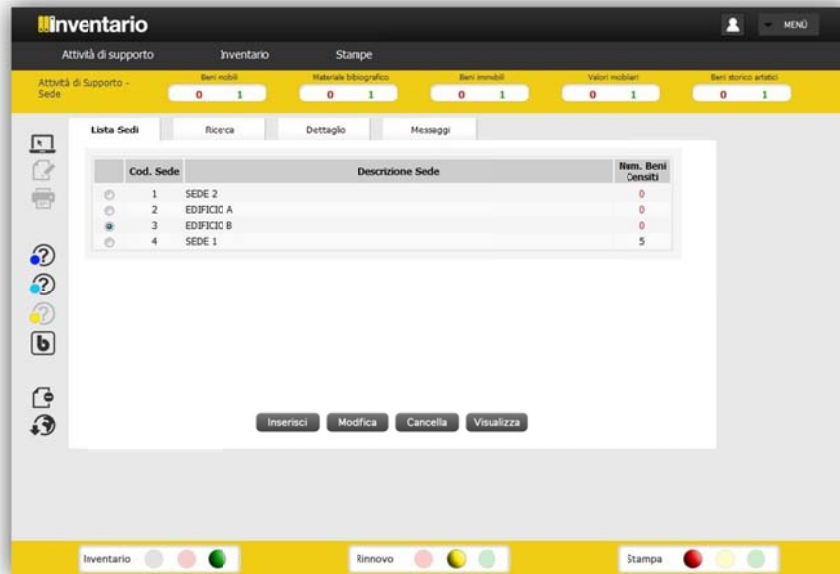 inventario
MENÙ
Attività di supporto Inventario Stampe
Attività di Supporto - Sede
Beni mobili Materiale bibiografico Beni immobili Valori mobiliari Beni storico artistici
0 1 0 1 0 1 0 1 0 1
Lista Sedi Ricerca Dettaglio Messaggi
Cod. Sede Descrizione Sede Num. Beni Censiti
1 SEDE 2 0
2 EDIFICIO A 0
3 EDIFICIO B 0
4 SEDE 1 5
b
Inserisci Modifica Cancella Visualizza
Inventario Rinnovo Stampa